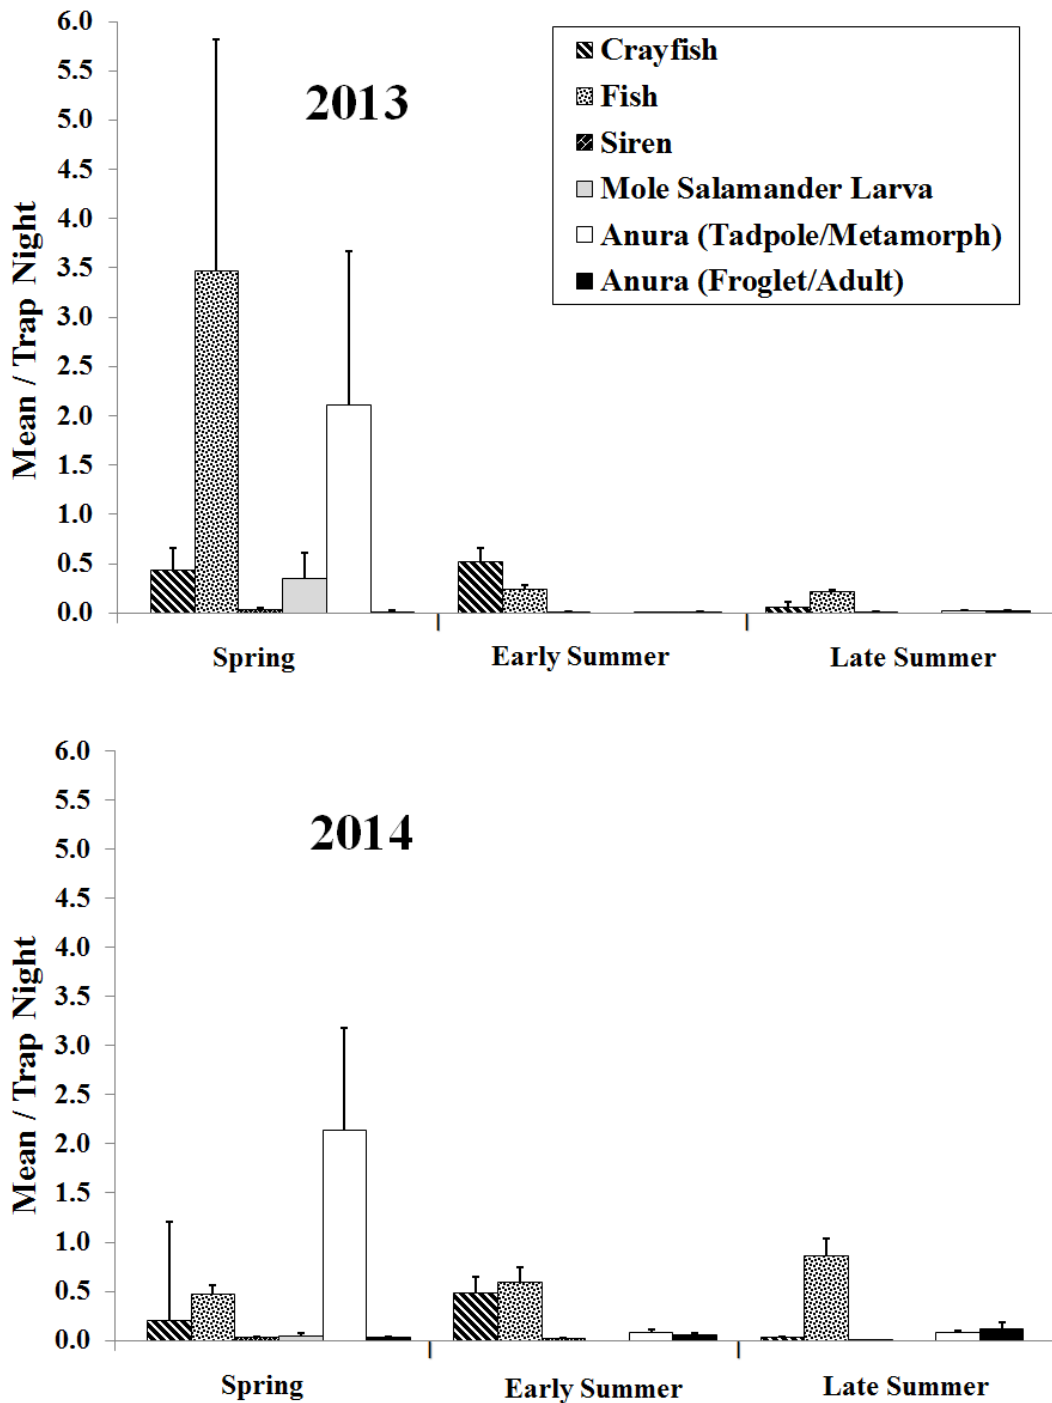 6.0
5.5
5.0
4.5
4.0
3.5
3.0
2.5
2.0
1.5
1.0
0.5
0.0
Mean / Trap Night
2013
Crayfish
Fish
Siren
Mole Salamander Larva
Anura (Tadpole/Metamorph)
Anura (Froglet/Adult)
Spring Early Summer Late Summer
6.0
5.5
5.0
4.5
4.0
3.5
3.0
2.5
2.0
1.5
1.0
0.5
0.0
Mean / Trap Night
2014
Spring Early Summer Late Summer